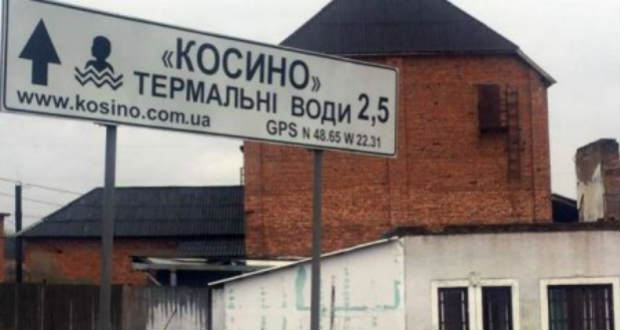 «КОСИНО»
ТЕРМАЛЬНІ ВОДИ 2,5
www.kosino.com.ua
GPS N 48.65 W 22.31